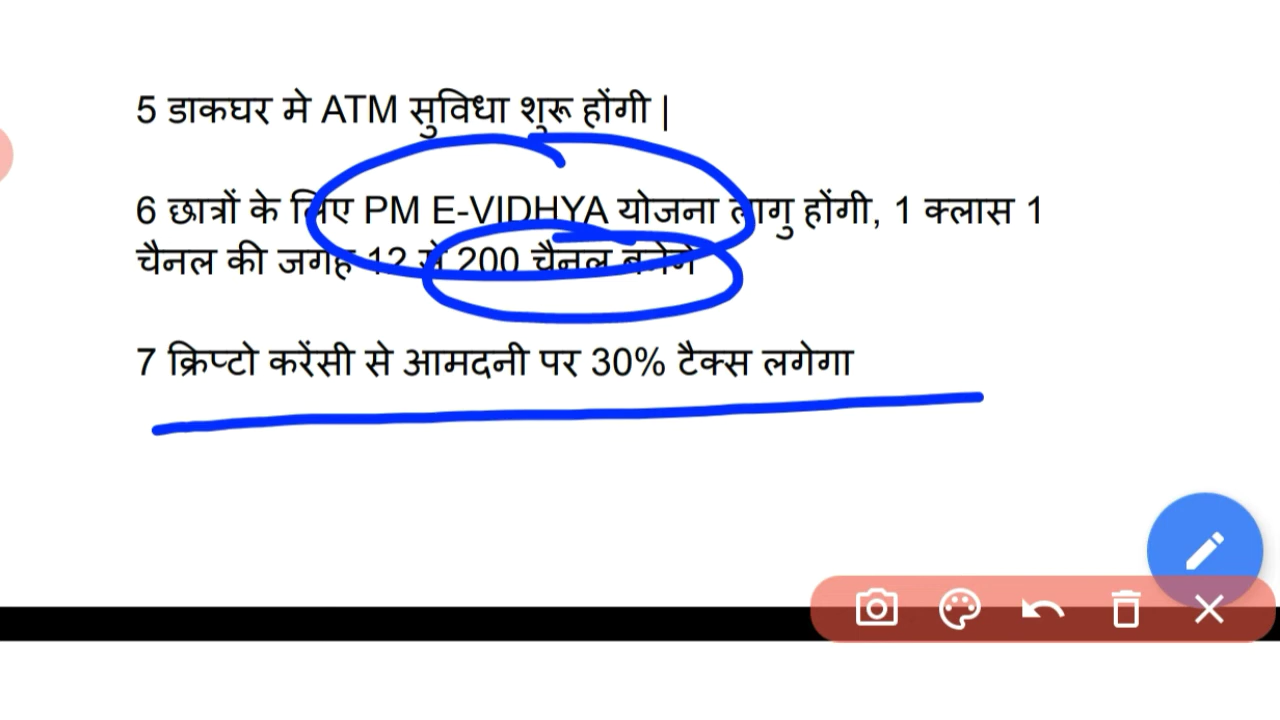 5 डाकघर मे ATM सुविधा शुरू होंगी |
6 छात्रों के लिए PM E-VIDHYA योजना लागु होंगी, 1 क्लास 1
चैनल की जगह 12 से 200 चैनल बनेगे
7 क्रिप्टो करेंसी से आमदनी पर 30% टैक्स लगेगा